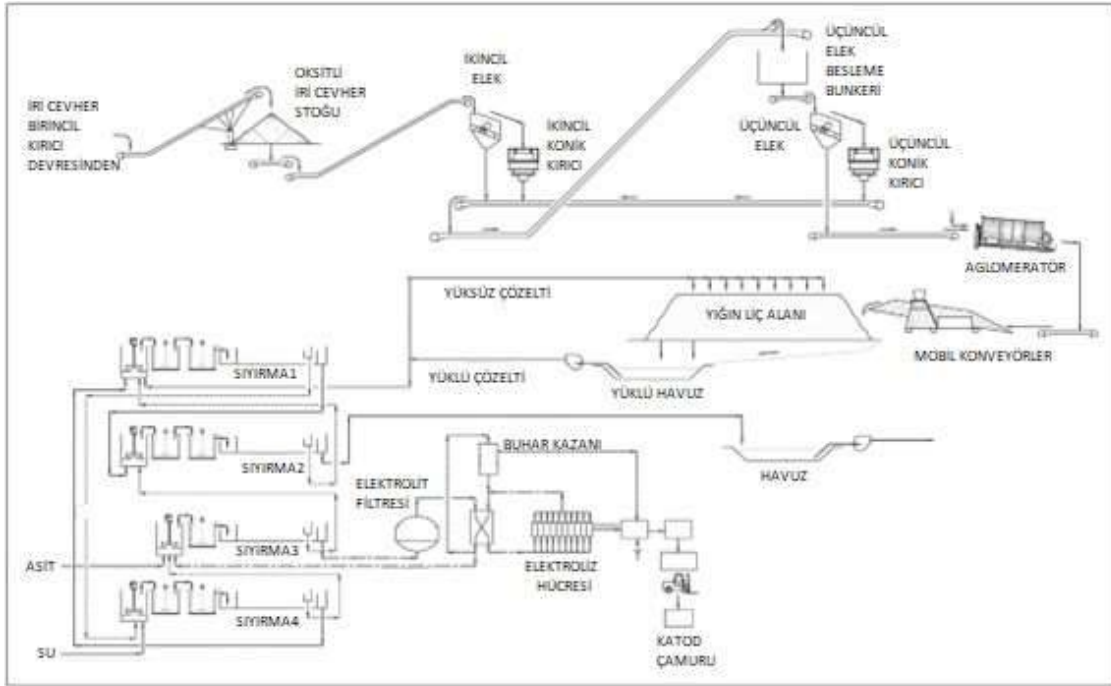 ÜÇÜNCÜL
ELEK
BESLEME
BUNKERİ
İKİNCİL
ELEK
OKSİTLİ
İRİ CEVHER
STOĞU
İRİ CEVHER
BİRİNCİL
KIRICI
DEVRESİNDEN
İKİNCİL
KONİK
KIRICI
ÜÇÜNCÜL
ELEK
ÜÇÜNCÜL
KONİK
KIRICI
AGLOMERATÖR
YÜKSÜZ ÇÖZELTİ
YIĞIN LİÇ ALANI
MOBİL KONVEYÖRLER
SIYIRMA1
YÜKLÜ ÇÖZELTİ
YÜKLÜ HAVUZ
SIYIRMA2
BUHAR KAZANI
HAVUZ
ELEKTROLİT
FİLTRESİ
SIYIRMA3
ASİT
ELEKTROLİZ
HÜCRESİ
SIYIRMA4
KATOD
ÇAMURU
SU